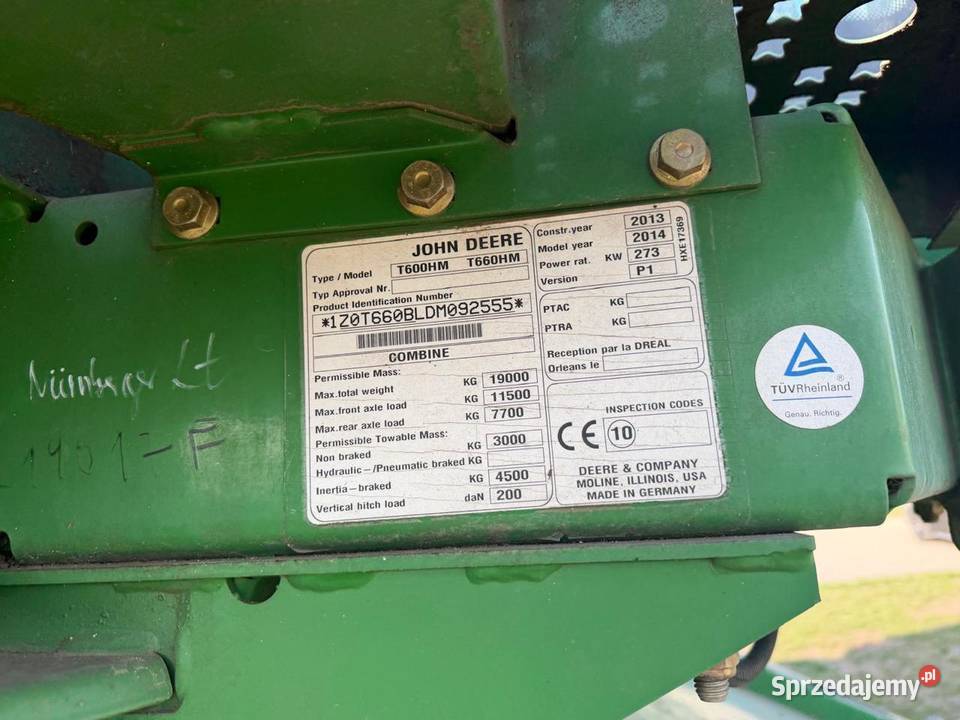 JOHN DEERE
Type / Model T600HM T660HM
Typ Approval Nr.
Product Identification Number
*1Z0T660BLDM092555*
COMBINE
Permissible Mass:
Max.total weight KG 19000
Max.front axle load KG 11500
Max.rear axle load KG 7700
Permissible Towable Mass:
Non braked KG 3000
Hydraulic-/Pneumatic braked KG
Inertia-braked KG 4500
Vertical hitch load daN 200
Constr.year 2013
Model year 2014
Power rat. KW 273
Version P1
HXE17369
PTAC KG
PTRA KG
Reception par la DREAL
Orleans le
INSPECTION CODES
CE 10
DEERE & COMPANY
MOLINE, ILLINOIS, USA
MADE IN GERMANY
TÜVRheinland®
Genau. Richtig.
Sprzedajemy.pl